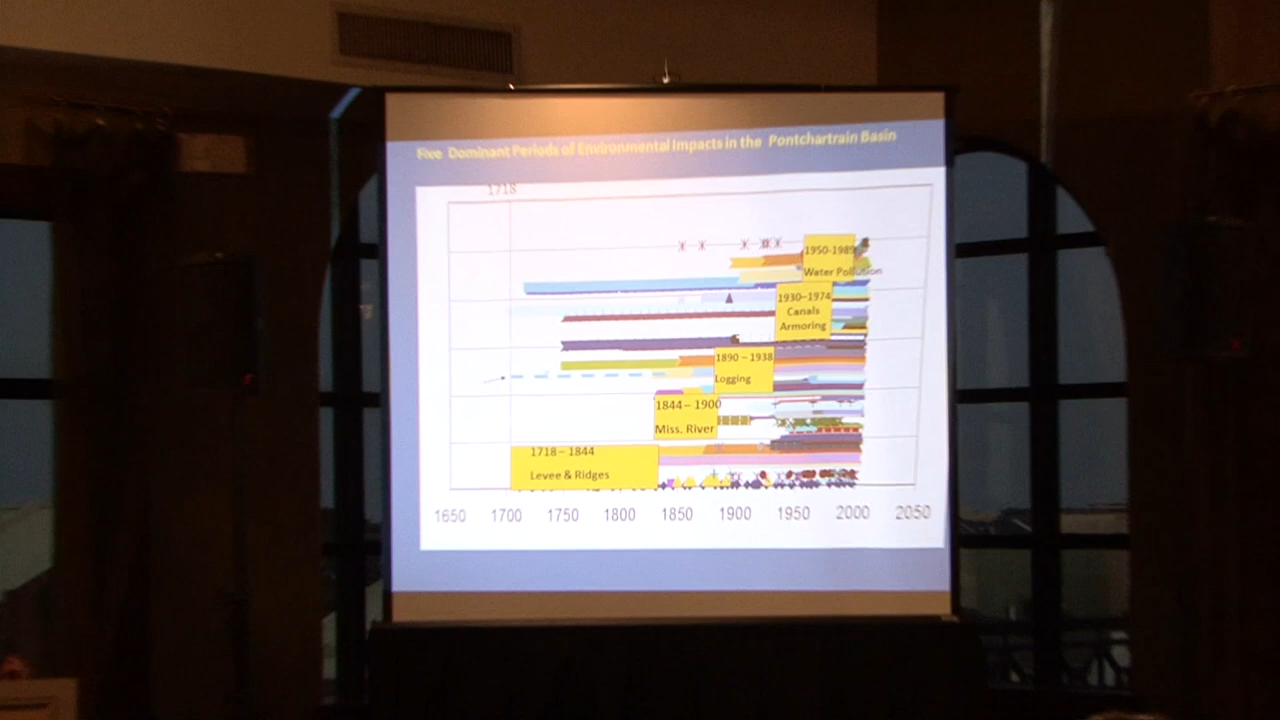 Five Dominant Periods of Environmental Impacts in the Pontchartrain Basin
1718
1950-1989
Water Pollution
1930–1974
Canals
Armoring
1890 – 1938
Logging
1844 – 1900
Miss. River
1718 – 1844
Levee & Ridges
1650 1700 1750 1800 1850 1900 1950 2000 2050